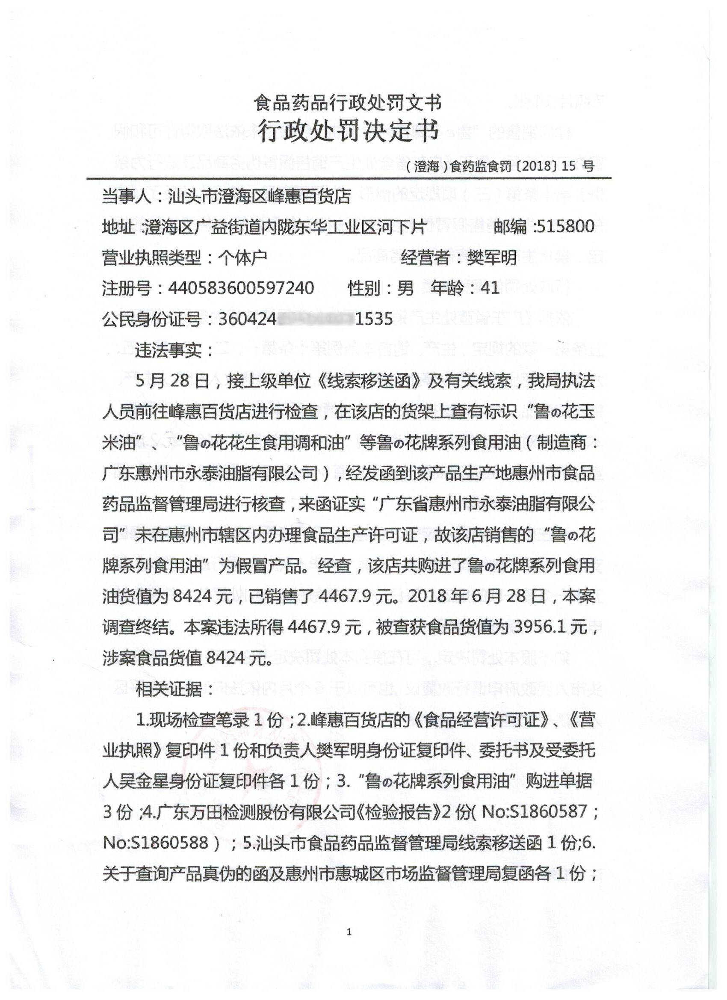 食品药品行政处罚文书
行政处罚决定书
（澄海）食药监食罚〔2018〕15 号
当事人：汕头市澄海区峰惠百货店
地址:澄海区广益街道内陇东华工业区河下片 邮编:515800
营业执照类型：个体户 经营者：樊军明
注册号：440583600597240 性别：男 年龄：41
公民身份证号：360424 1535
违法事实：
5 月 28 日，接上级单位《线索移送函》及有关线索，我局执法
人员前往峰惠百货店进行检查，在该店的货架上查有标识“鲁の花玉
米油”、“鲁の花花生食用调和油”等鲁の花牌系列食用油（制造商：
广东惠州市永泰油脂有限公司），经发函到该产品生产地惠州市食品
药品监督管理局进行核查，来函证实“广东省惠州市永泰油脂有限公
司”未在惠州市辖区内办理食品生产许可证，故该店销售的“鲁の花
牌系列食用油”为假冒产品。经查，该店共购进了鲁の花牌系列食用
油货值为 8424 元，已销售了 4467.9 元。2018 年 6 月 28 日，本案
调查终结。本案违法所得 4467.9 元，被查获食品货值为 3956.1 元，
涉案食品货值 8424 元。
相关证据：
1.现场检查笔录 1 份；2.峰惠百货店的《食品经营许可证》、《营
业执照》复印件 1 份和负责人樊军明身份证复印件、委托书及受委托
人吴金星身份证复印件各 1 份；3.“鲁の花牌系列食用油”购进单据
3 份；4.广东万田检测股份有限公司《检验报告》2 份（No:S1860587；
No:S1860588）；5.汕头市食品药品监督管理局线索移送函 1 份;6.
关于查询产品真伪的函及惠州市惠城区市场监督管理局复函各 1 份；
1